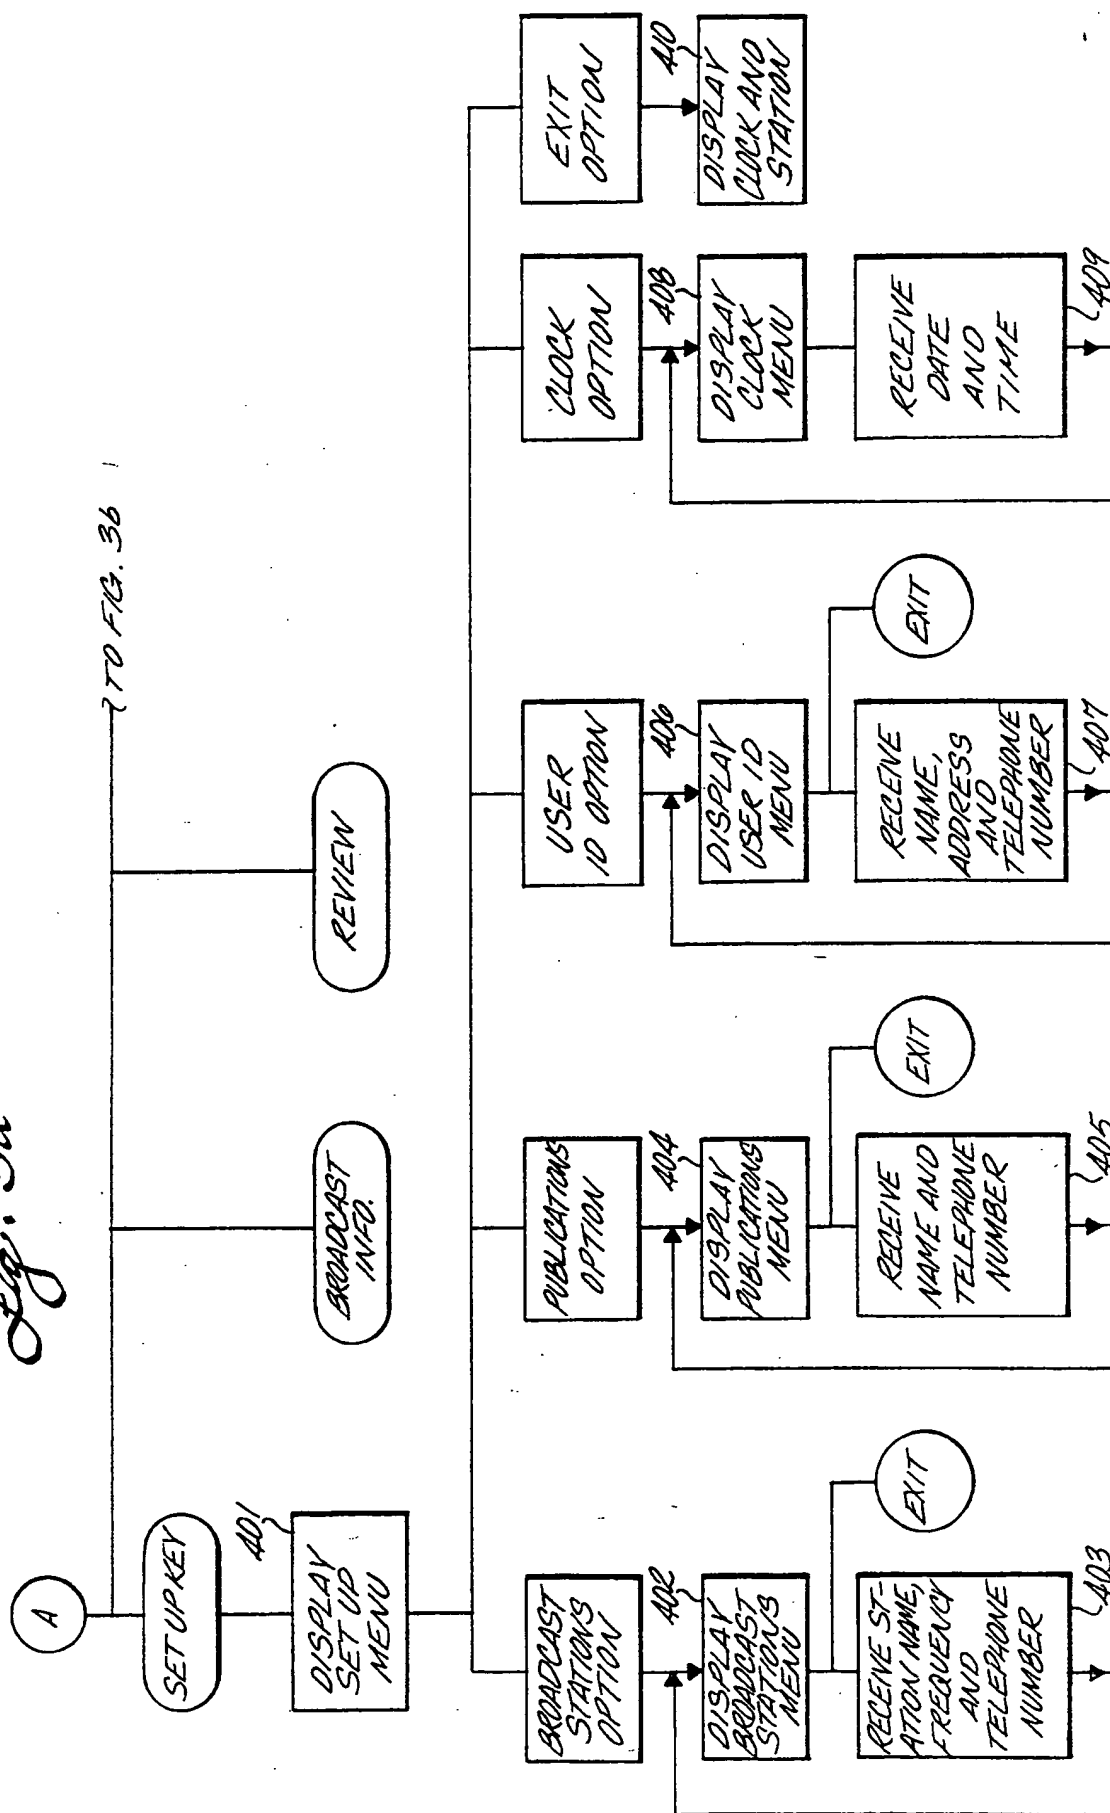 Fig. 3a
A
TO FIG. 3b
SET UP KEY
BROADCAST
INFO.
REVIEW
401
DISPLAY
SET UP
MENU
BROADCAST
STATIONS
OPTION
PUBLICATIONS
OPTION
USER
ID OPTION
CLOCK
OPTION
EXIT
OPTION
402
DISPLAY
BROADCAST
STATIONS
MENU
404
DISPLAY
PUBLICATIONS
MENU
406
DISPLAY
USER ID
MENU
408
DISPLAY
CLOCK
MENU
410
DISPLAY
CLOCK AND
STATION
EXIT
EXIT
EXIT
RECEIVE ST-
ATION NAME,
FREQUENCY
AND
TELEPHONE
NUMBER
403
RECEIVE
NAME AND
TELEPHONE
NUMBER
405
RECEIVE
NAME,
ADDRESS
AND
TELEPHONE
NUMBER
407
RECEIVE
DATE
AND
TIME
409